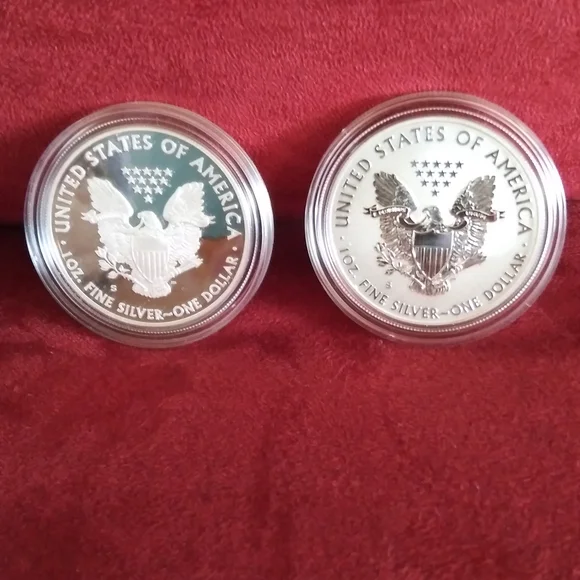 UNITED STATES OF AMERICA
S
1 OZ. FINE SILVER~ONE DOLLAR
UNITED STATES OF AMERICA
S
1 OZ. FINE SILVER~ONE DOLLAR